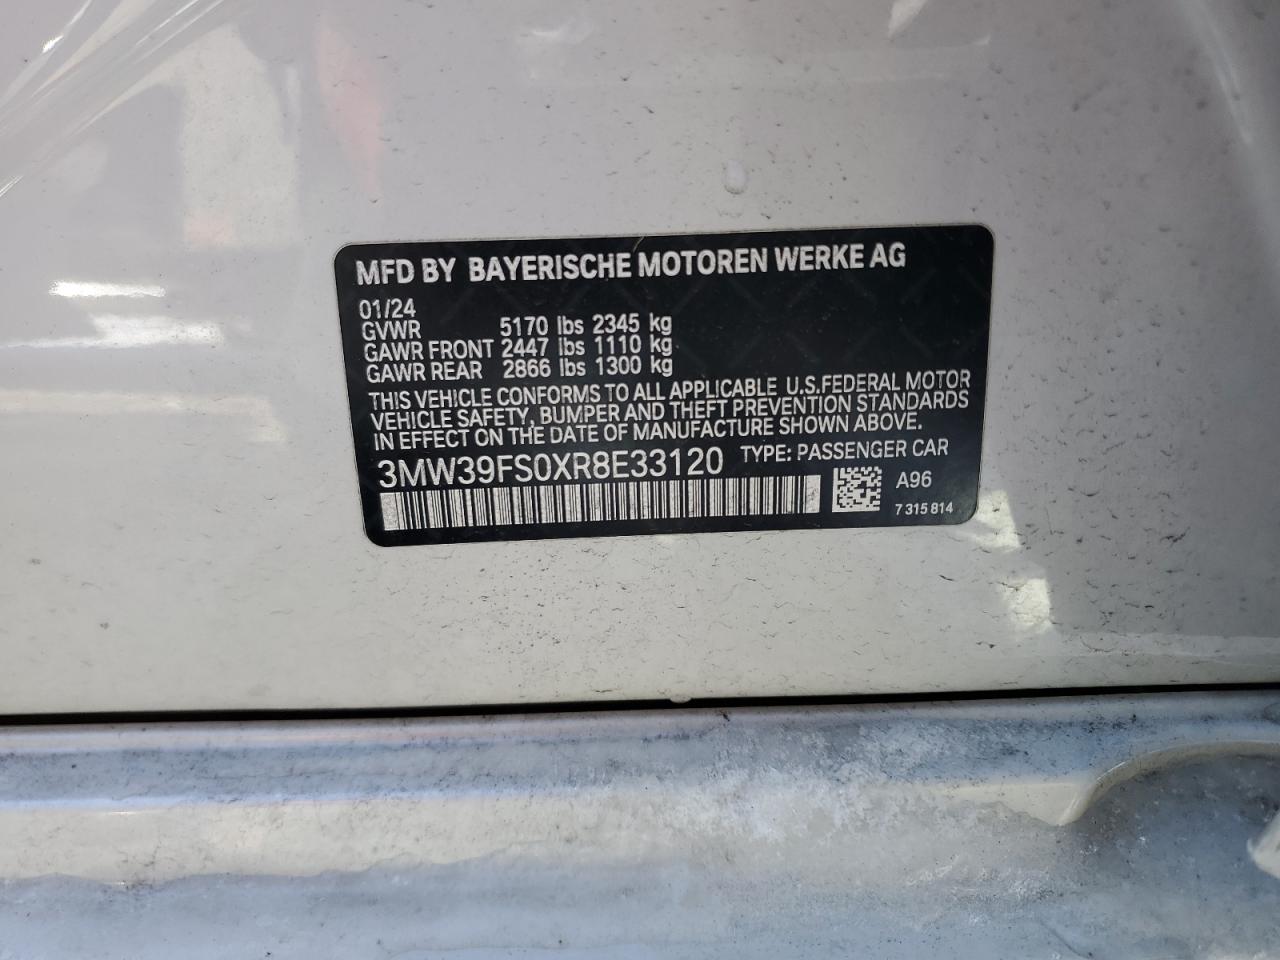 MFD BY BAYERISCHE MOTOREN WERKE AG
01/24
GVWR 5170 lbs 2345 kg
GAWR FRONT 2447 lbs 1110 kg
GAWR REAR 2866 lbs 1300 kg
THIS VEHICLE CONFORMS TO ALL APPLICABLE U.S.FEDERAL MOTOR
VEHICLE SAFETY, BUMPER AND THEFT PREVENTION STANDARDS
IN EFFECT ON THE DATE OF MANUFACTURE SHOWN ABOVE.
3MW39FS0XR8E33120 TYPE: PASSENGER CAR
A96
7 315 814